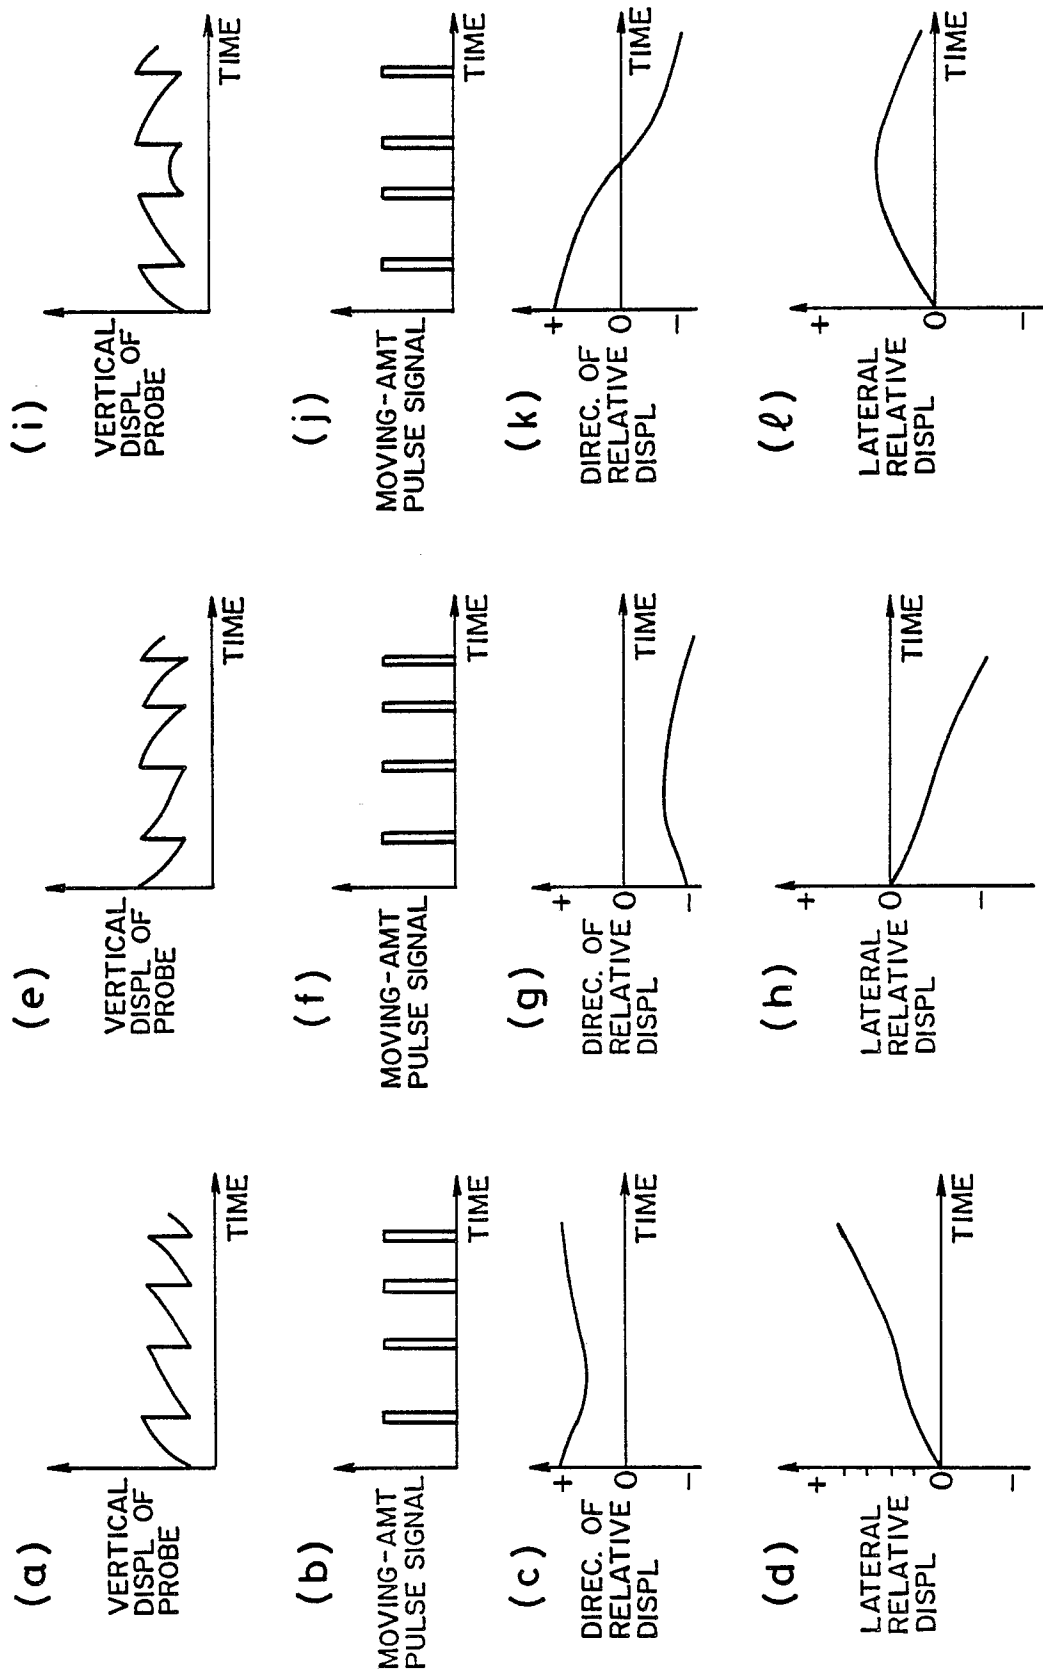 (a)
VERTICAL
DISPL OF
PROBE
TIME
(b)
MOVING-AMT
PULSE SIGNAL
TIME
(c)
DIREC. OF
RELATIVE
DISPL
+
0
−
TIME
(d)
LATERAL
RELATIVE
DISPL
+
0
−
TIME
(e)
VERTICAL
DISPL OF
PROBE
TIME
(f)
MOVING-AMT
PULSE SIGNAL
TIME
(g)
DIREC. OF
RELATIVE
DISPL
+
0
−
TIME
(h)
LATERAL
RELATIVE
DISPL
+
0
−
TIME
(i)
VERTICAL
DISPL OF
PROBE
TIME
(j)
MOVING-AMT
PULSE SIGNAL
TIME
(k)
DIREC. OF
RELATIVE
DISPL
+
0
−
TIME
(ℓ)
LATERAL
RELATIVE
DISPL
+
0
−
TIME